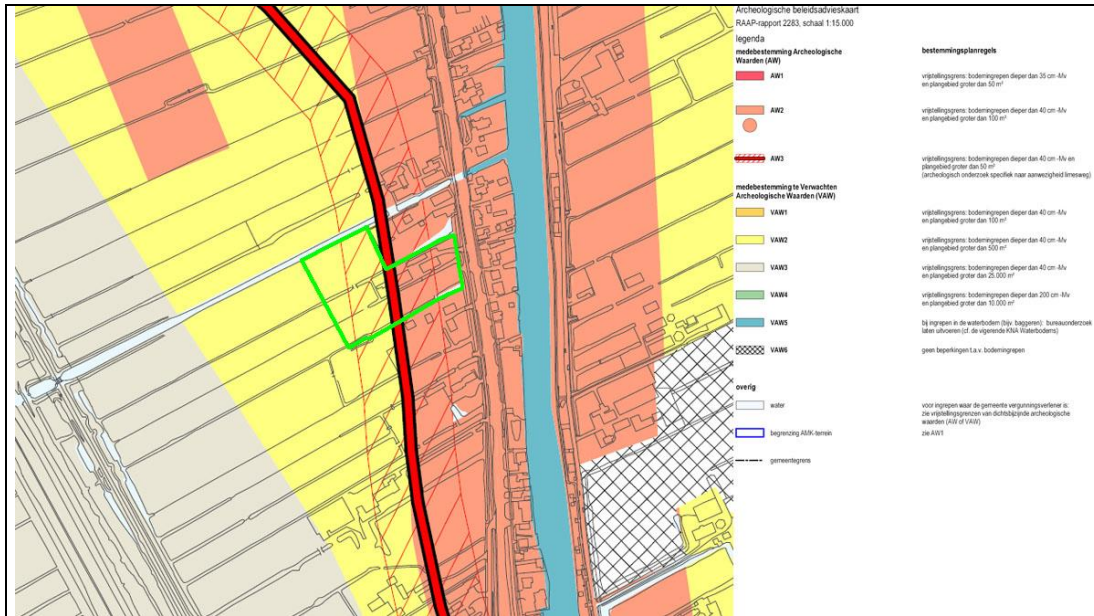 Archeologische beleidsadvieskaart
RAAP-rapport 2283, schaal 1:15.000
legenda
medebestemming Archeologische
Waarden (AW)
bestemmingsplanregels
AW1
vrijstellingsgrens: bodemingrepen dieper dan 35 cm -Mv
en plangebied groter dan 50 m²
AW2
vrijstellingsgrens: bodemingrepen dieper dan 40 cm -Mv
en plangebied groter dan 100 m²
AW3
vrijstellingsgrens: bodemingrepen dieper dan 40 cm -Mv en
plangebied groter dan 50 m²
(archeologisch onderzoek specifiek naar aanwezigheid limesweg)
medebestemming te Verwachten
Archeologische Waarden (VAW)
VAW1
vrijstellingsgrens: bodemingrepen dieper dan 40 cm -Mv
en plangebied groter dan 100 m²
VAW2
vrijstellingsgrens: bodemingrepen dieper dan 40 cm -Mv
en plangebied groter dan 500 m²
VAW3
vrijstellingsgrens: bodemingrepen dieper dan 40 cm -Mv
en plangebied groter dan 25.000 m²
VAW4
vrijstellingsgrens: bodemingrepen dieper dan 200 cm -Mv
en plangebied groter dan 10.000 m²
VAW5
bij ingrepen in de waterbodem (bijv. baggeren): bureauonderzoek
laten uitvoeren (cf. de vigerende KNA Waterbodems)
VAW6
geen beperkingen t.a.v. bodemingrepen
overig
water
voor ingrepen waar de gemeente vergunningsverlener is:
zie vrijstellingsgrenzen van dichtstbijzijnde archeologische
waarden (AW of VAW)
begrenzing AMK-terrein
zie AW1
gemeentegrens